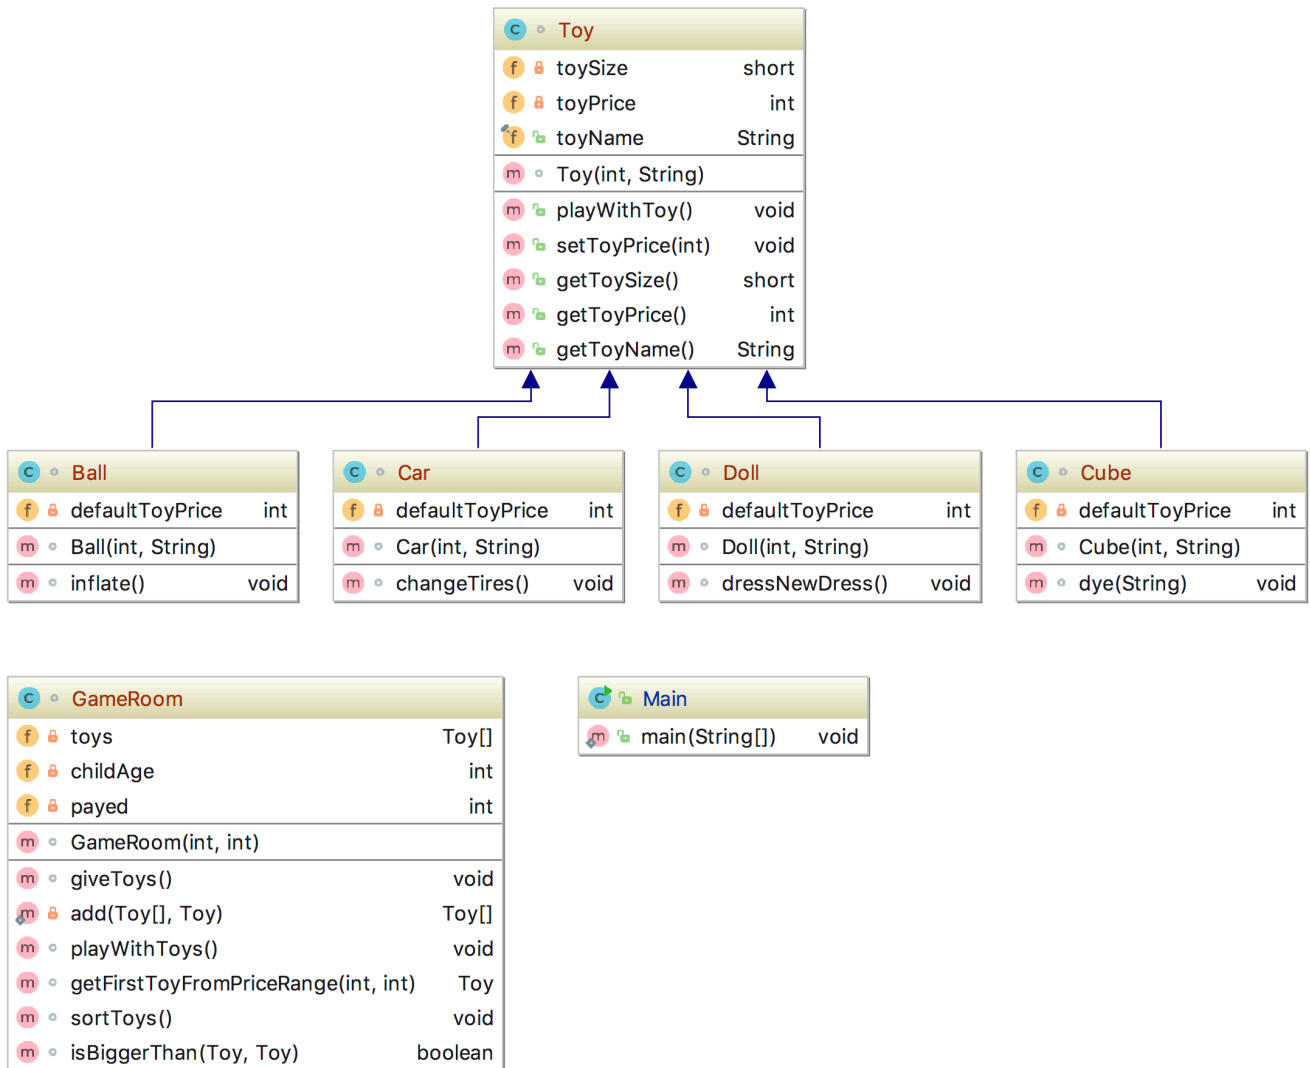 C Toy
f toySize short
f toyPrice int
f toyName String
m Toy(int, String)
m playWithToy() void
m setToyPrice(int) void
m getToySize() short
m getToyPrice() int
m getToyName() String
C Ball
f defaultToyPrice int
m Ball(int, String)
m inflate() void
C Car
f defaultToyPrice int
m Car(int, String)
m changeTires() void
C Doll
f defaultToyPrice int
m Doll(int, String)
m dressNewDress() void
C Cube
f defaultToyPrice int
m Cube(int, String)
m dye(String) void
C GameRoom
f toys Toy[]
f childAge int
f payed int
m GameRoom(int, int)
m giveToys() void
m add(Toy[], Toy) Toy[]
m playWithToys() void
m getFirstToyFromPriceRange(int, int) Toy
m sortToys() void
m isBiggerThan(Toy, Toy) boolean
C Main
m main(String[]) void